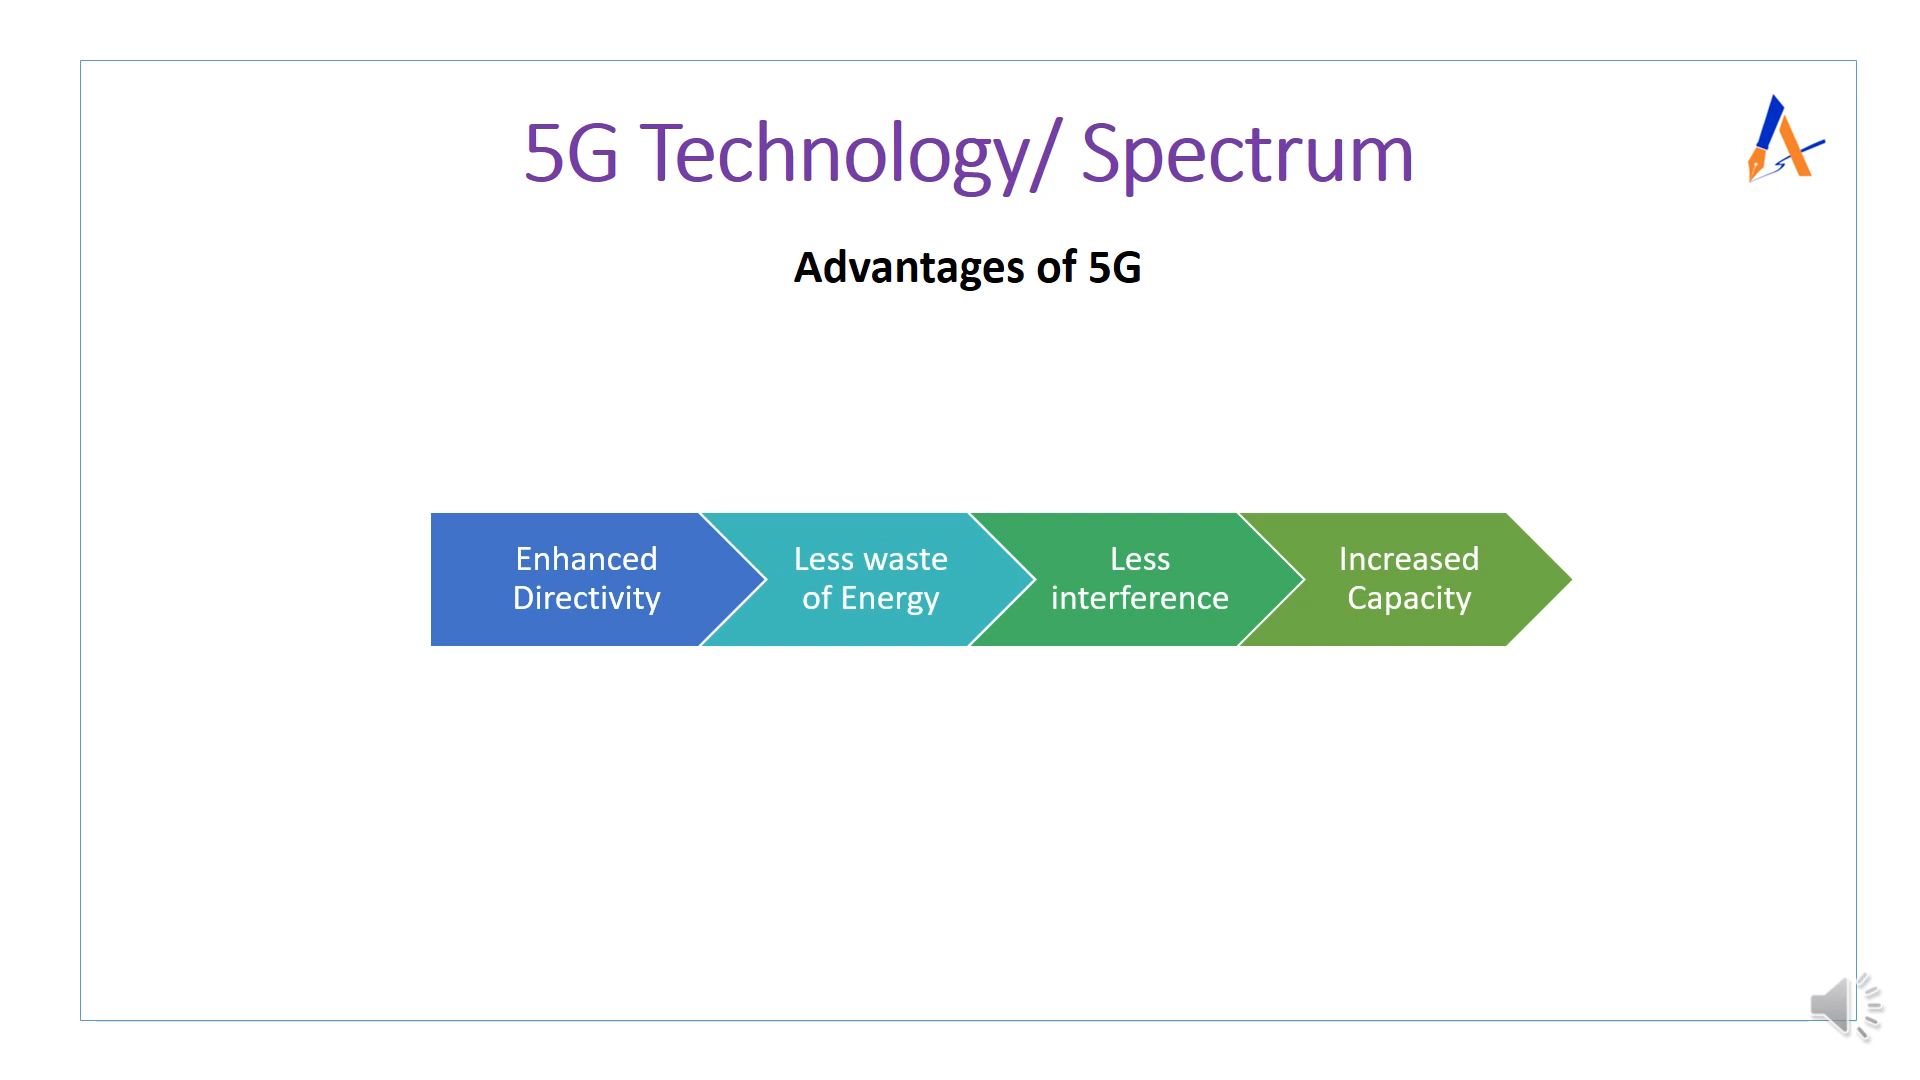 5G Technology/ Spectrum
Advantages of 5G
Enhanced
Directivity
Less waste
of Energy
Less
interference
Increased
Capacity